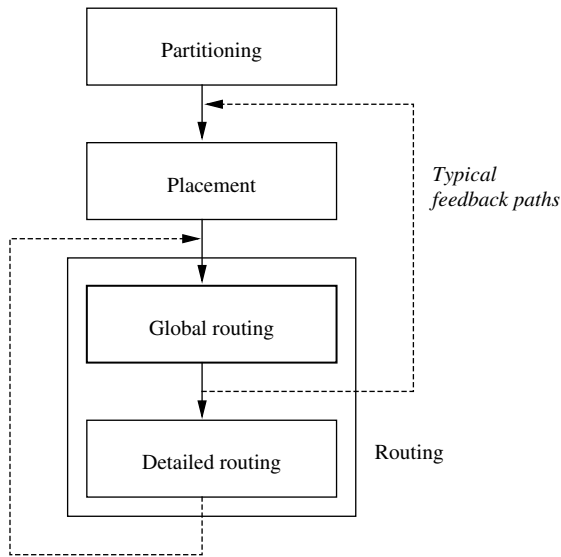 Partitioning
Placement
Typical
feedback paths
Global routing
Detailed routing
Routing